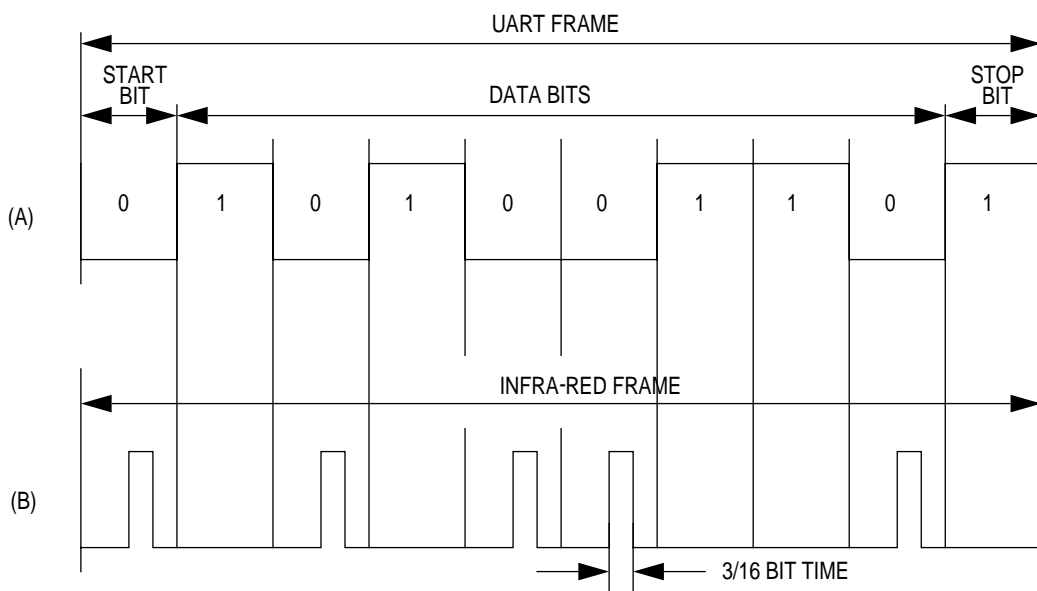 UART FRAME
START
BIT
DATA BITS
STOP
BIT
(A)
0 1 0 1 0 0 1 1 0 1
INFRA-RED FRAME
(B)
3/16 BIT TIME